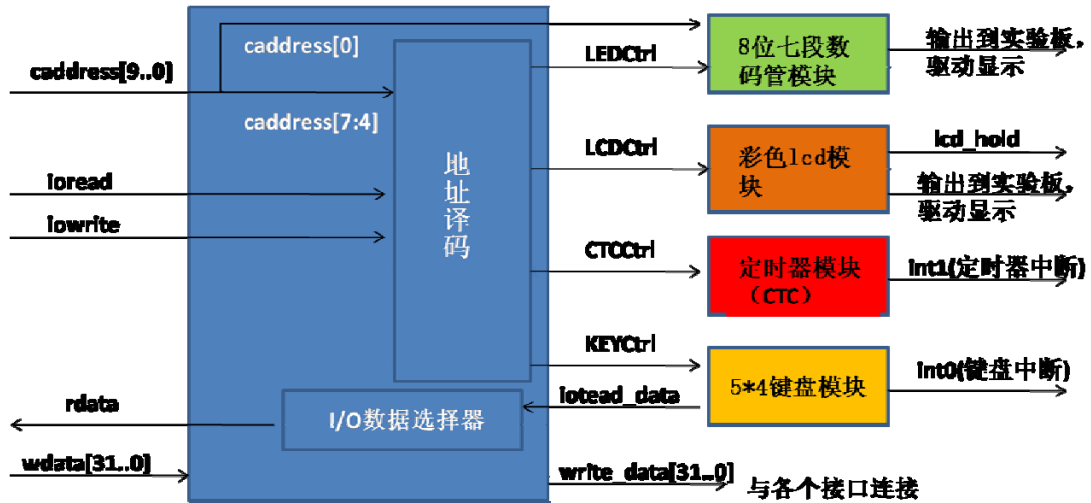 caddress[9..0]
ioread
iowrite
rdata
wdata[31..0]
caddress[0]
caddress[7:4]
地址译码
I/O数据选择器
LEDCtrl
LCDCtrl
CTCCtrl
KEYCtrl
iotead_data
write_data[31..0]
8位七段数
码管模块
彩色lcd模
块
定时器模块
（CTC）
5*4键盘模块
输出到实验板，
驱动显示
lcd_hold
输出到实验板，
驱动显示
int1(定时器中断)
int0(键盘中断)
与各个接口连接